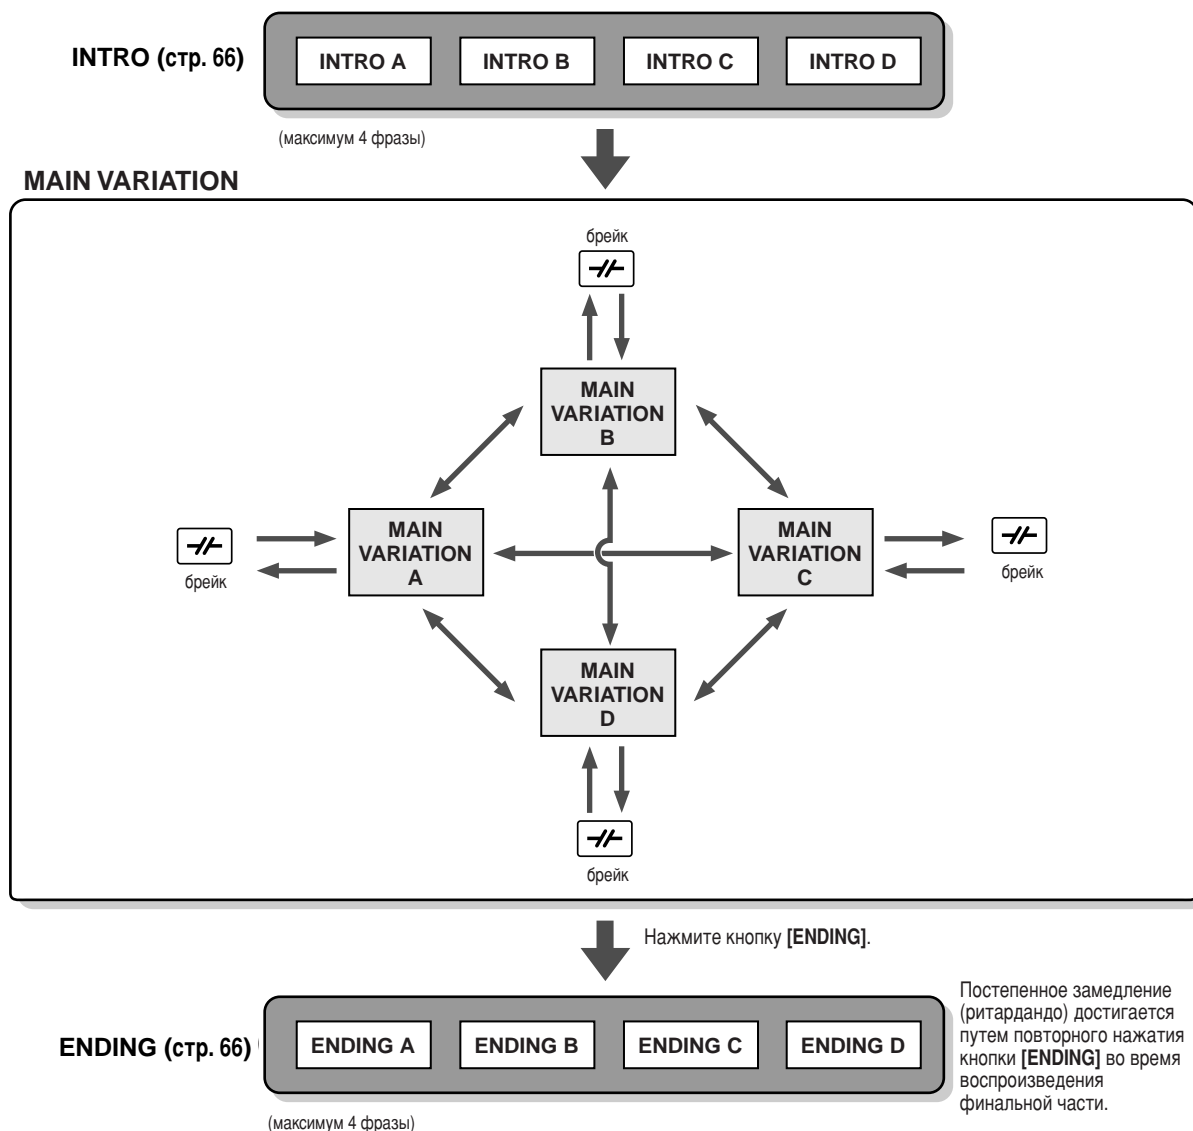 INTRO (стр. 66)
INTRO A
INTRO B
INTRO C
INTRO D
(максимум 4 фразы)
MAIN VARIATION
брейк
MAIN
VARIATION
B
MAIN
VARIATION
A
MAIN
VARIATION
C
брейк
брейк
MAIN
VARIATION
D
брейк
Нажмите кнопку [ENDING].
ENDING (стр. 66)
ENDING A
ENDING B
ENDING C
ENDING D
Постепенное замедление
(ритардандо) достигается
путем повторного нажатия
кнопки [ENDING] во время
воспроизведения
финальной части.
(максимум 4 фразы)